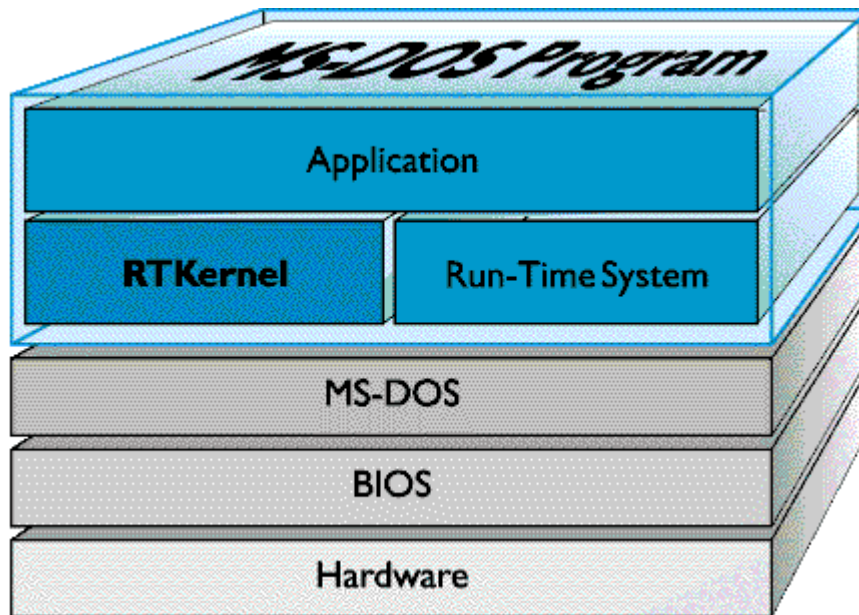 MS-DOS Program
Application
RTKernel
Run-Time System
MS-DOS
BIOS
Hardware